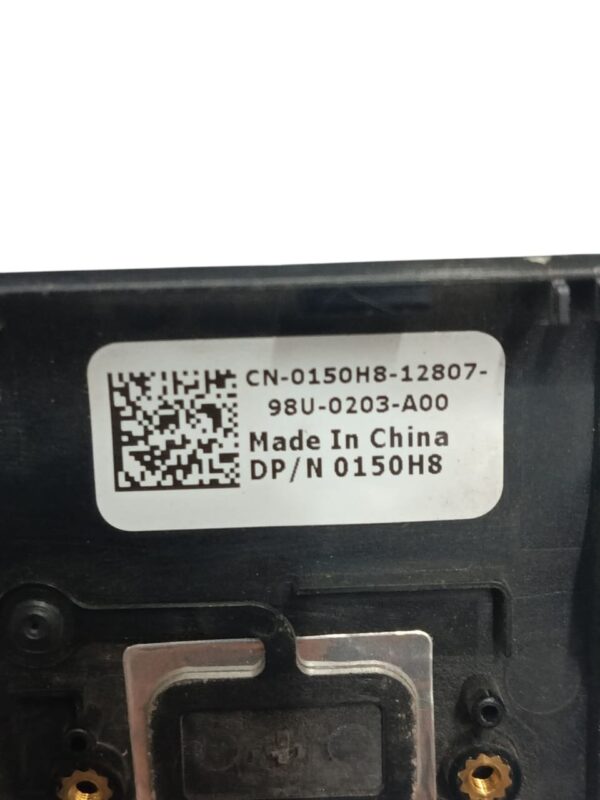 CN-0150H8-12807-
98U-0203-A00
Made In China
DP/N 0150H8